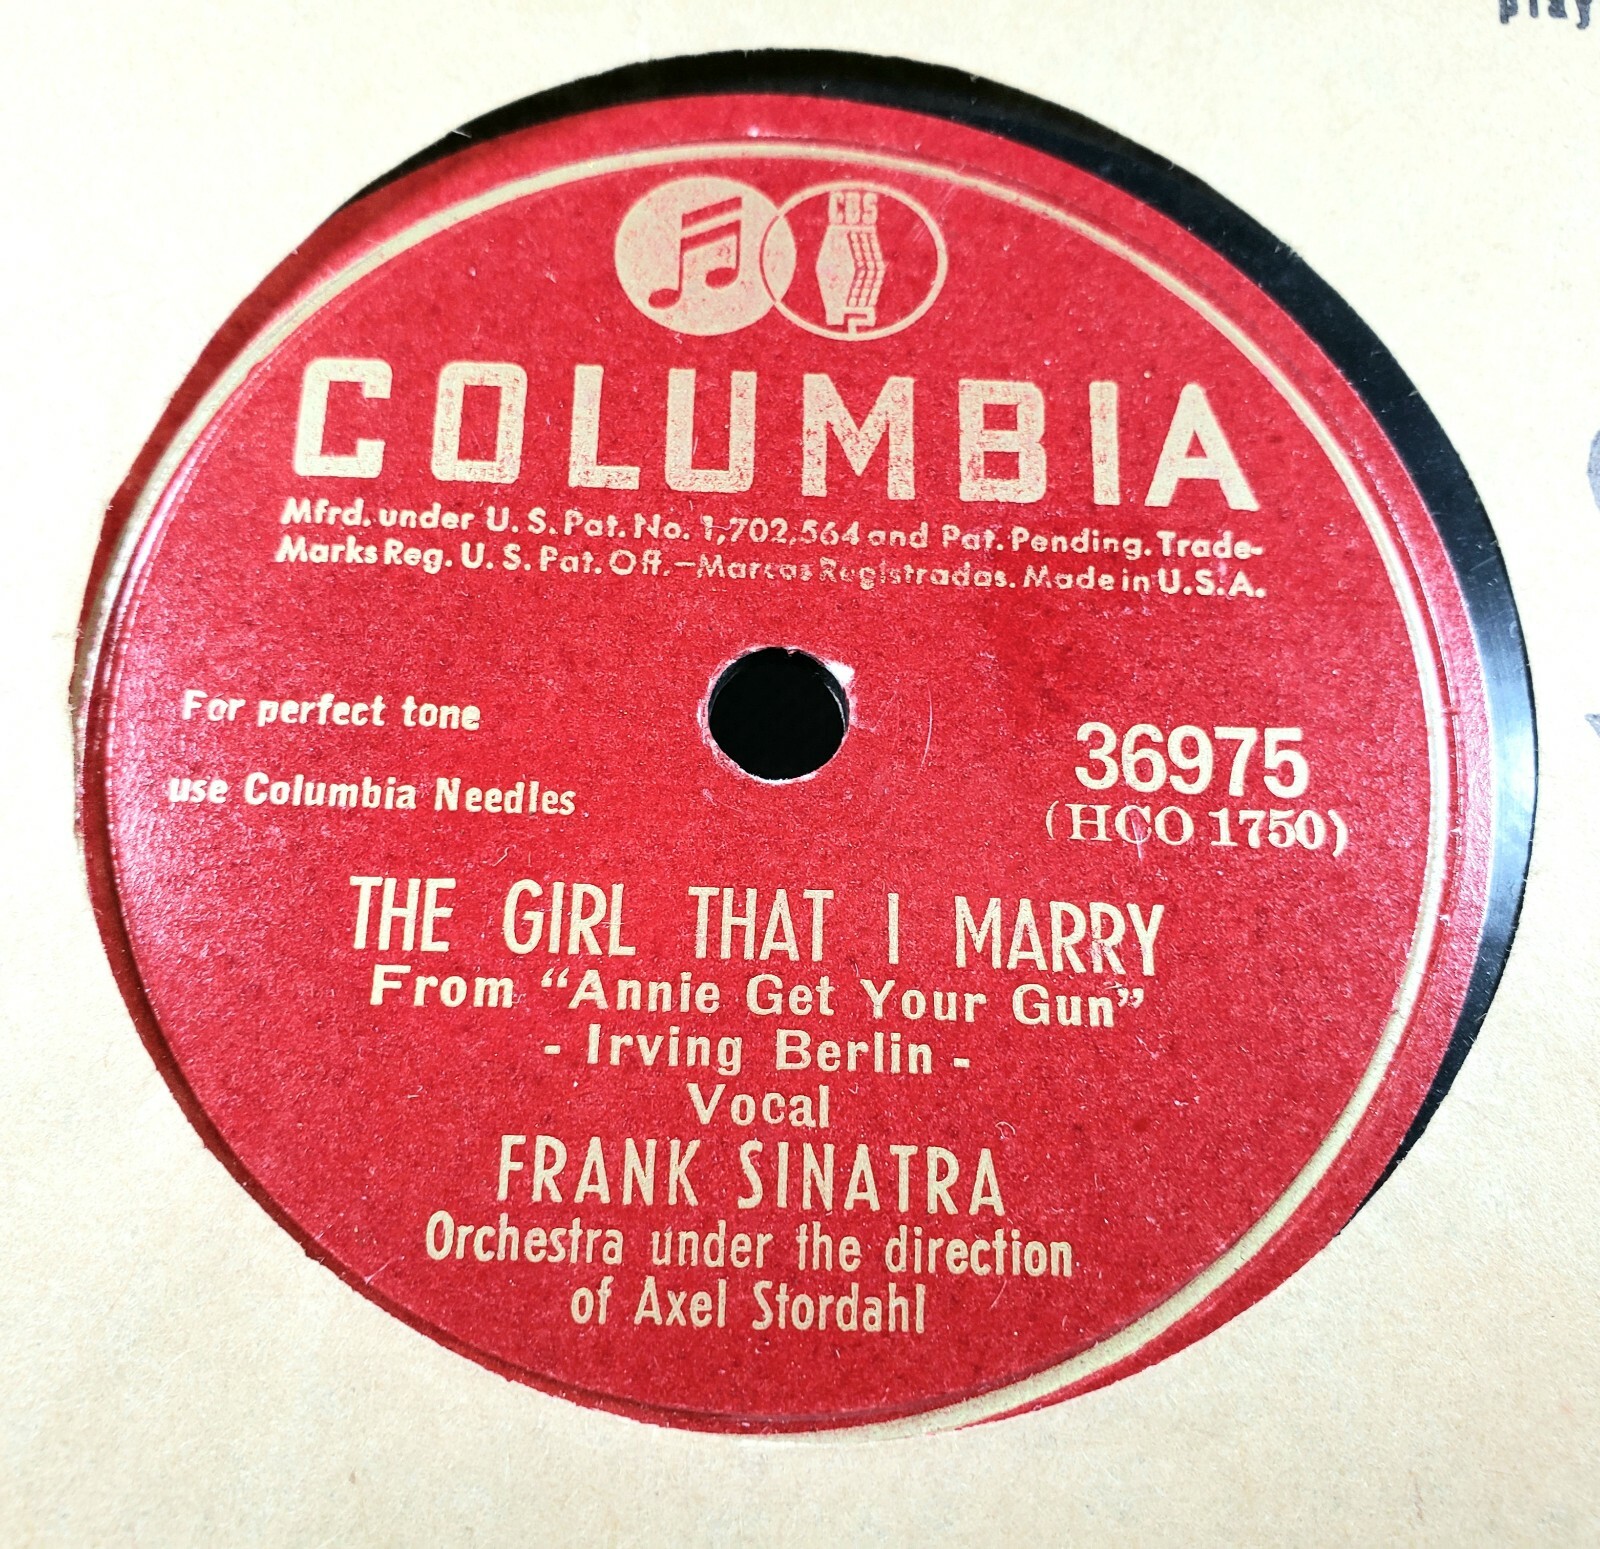 play
CBS
COLUMBIA
Mfrd. under U. S. Pat. No. 1,702,564 and Pat. Pending. Trade-
Marks Reg. U. S. Pat. Off.—Marcas Registradas. Made in U.S.A.
For perfect tone
use Columbia Needles
36975
(HCO 1750)
THE GIRL THAT I MARRY
From “Annie Get Your Gun”
- Irving Berlin -
Vocal
FRANK SINATRA
Orchestra under the direction
of Axel Stordahl